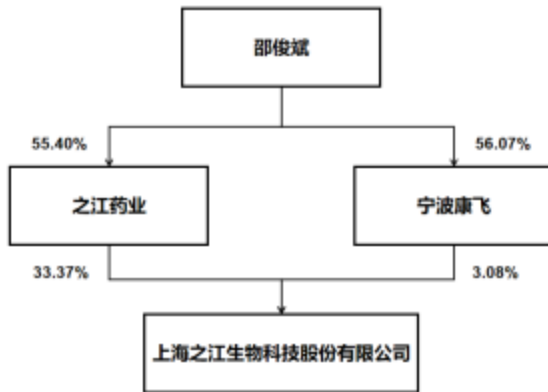 邵俊斌
55.40%
56.07%
之江药业
宁波康飞
33.37%
3.08%
上海之江生物科技股份有限公司